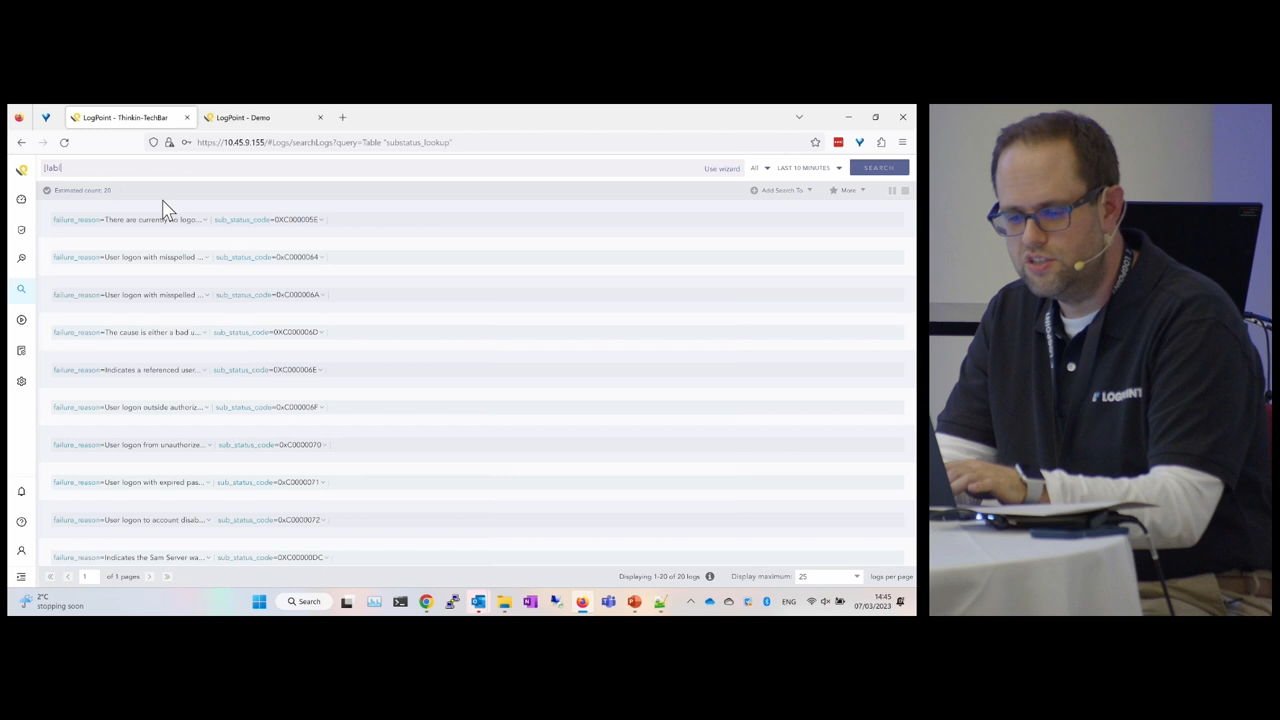 LogPoint - Thinkin-TechBar
LogPoint - Demo
https://10.45.9.155/#Logs/searchLogs?query=Table "substatus_lookup"
Use wizard
All
LAST 10 MINUTES
SEARCH
Estimated count: 20
Add Search To
More
failure_reason=There are currently no logo... sub_status_code=0XC000005E
failure_reason=User logon with misspelled ... sub_status_code=0xC0000064
failure_reason=User logon with misspelled ... sub_status_code=0xC000006A
failure_reason=The cause is either a bad u... sub_status_code=0XC000006D
failure_reason=Indicates a referenced user... sub_status_code=0XC000006E
failure_reason=User logon outside authoriz... sub_status_code=0xC000006F
failure_reason=User logon from unauthorize... sub_status_code=0xC0000070
failure_reason=User logon with expired pas... sub_status_code=0xC0000071
failure_reason=User logon to account disab... sub_status_code=0xC0000072
failure_reason=Indicates the Sam Server wa... sub_status_code=0XC00000DC
1 of 1 pages
Displaying 1-20 of 20 logs
Display maximum: 25 logs per page
2°C
stopping soon
Search
ENG
14:45
07/03/2023
LOGPOINT